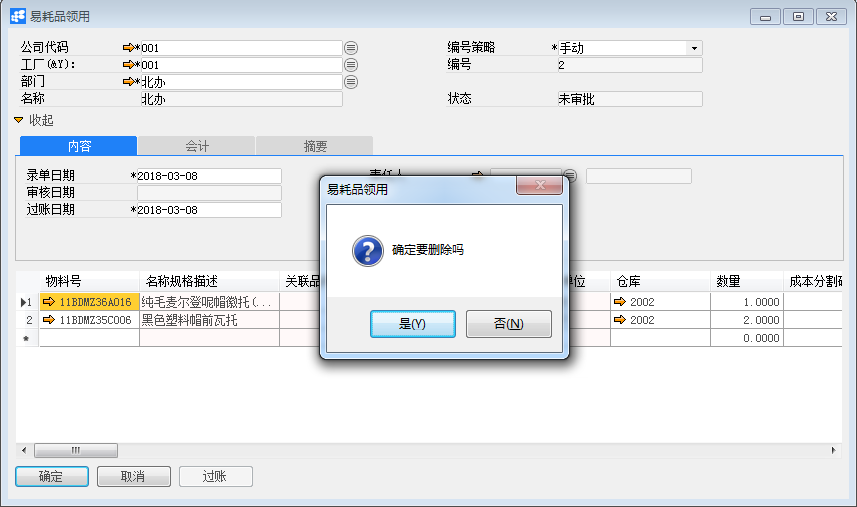 易耗品领用
公司代码 *001 编号策略 *手动
工厂(&Y): *001 编号 2
部门 *北办
名称 北办 状态 未审批
收起
内容 会计 摘要
录单日期 *2018-03-08 责任人
审核日期
过账日期 *2018-03-08
易耗品领用
确定要删除吗
是(Y) 否(N)
物料号 名称规格描述 关联品 单位 仓库 数量 成本分割
1 11BDMZ36A016 纯毛麦尔登呢帽徽托(... 2002 1.0000
2 11BDMZ35C006 黑色塑料帽前瓦托 2002 2.0000
* 0.0000
确定 取消 过账